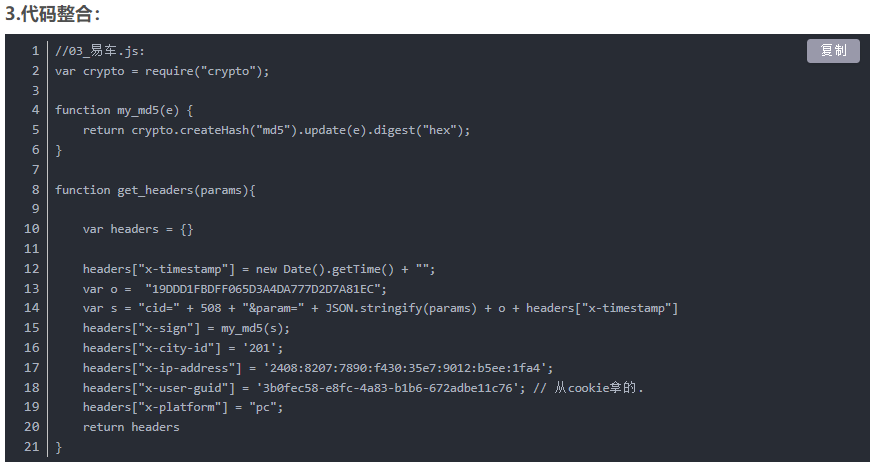 3.代码整合：
复制
1 //03_易车.js:
2 var crypto = require("crypto");
3
4 function my_md5(e) {
5     return crypto.createHash("md5").update(e).digest("hex");
6 }
7
8 function get_headers(params){
9
10     var headers = {}
11
12     headers["x-timestamp"] = new Date().getTime() + "";
13     var o =  "19DDD1FBDFF065D3A4DA777D2D7A81EC";
14     var s = "cid=" + 508 + "&param=" + JSON.stringify(params) + o + headers["x-timestamp"]
15     headers["x-sign"] = my_md5(s);
16     headers["x-city-id"] = '201';
17     headers["x-ip-address"] = '2408:8207:7890:f430:35e7:9012:b5ee:1fa4';
18     headers["x-user-guid"] = '3b0fec58-e8fc-4a83-b1b6-672adbe11c76'; // 从cookie拿的.
19     headers["x-platform"] = "pc";
20     return headers
21 }